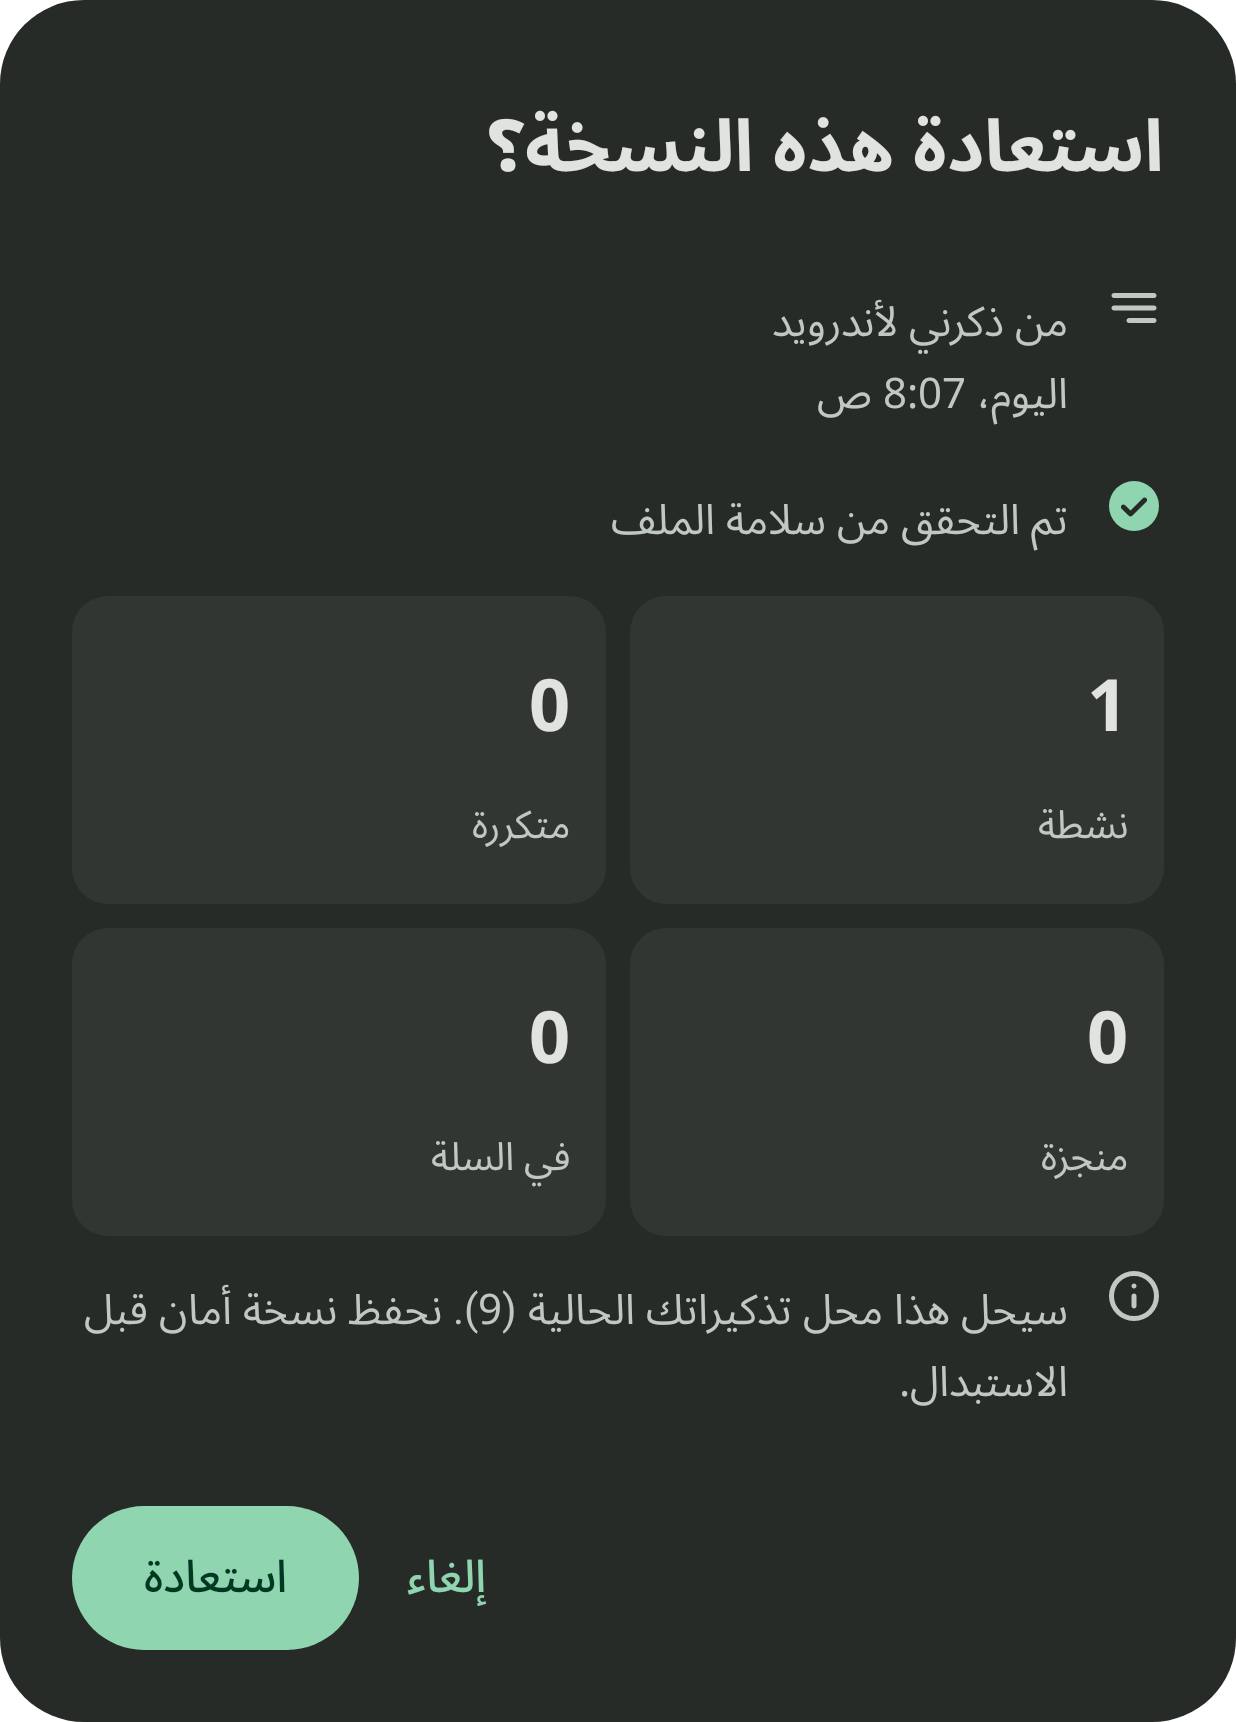 استعادة هذه النسخة؟
من ذكرني لأندرويد
اليوم، 8:07 ص
تم التحقق من سلامة الملف
1
نشطة
0
متكررة
0
منجزة
0
في السلة
سيحل هذا محل تذكيراتك الحالية (9). نحفظ نسخة أمان قبل
الاستبدال.
إلغاء
استعادة